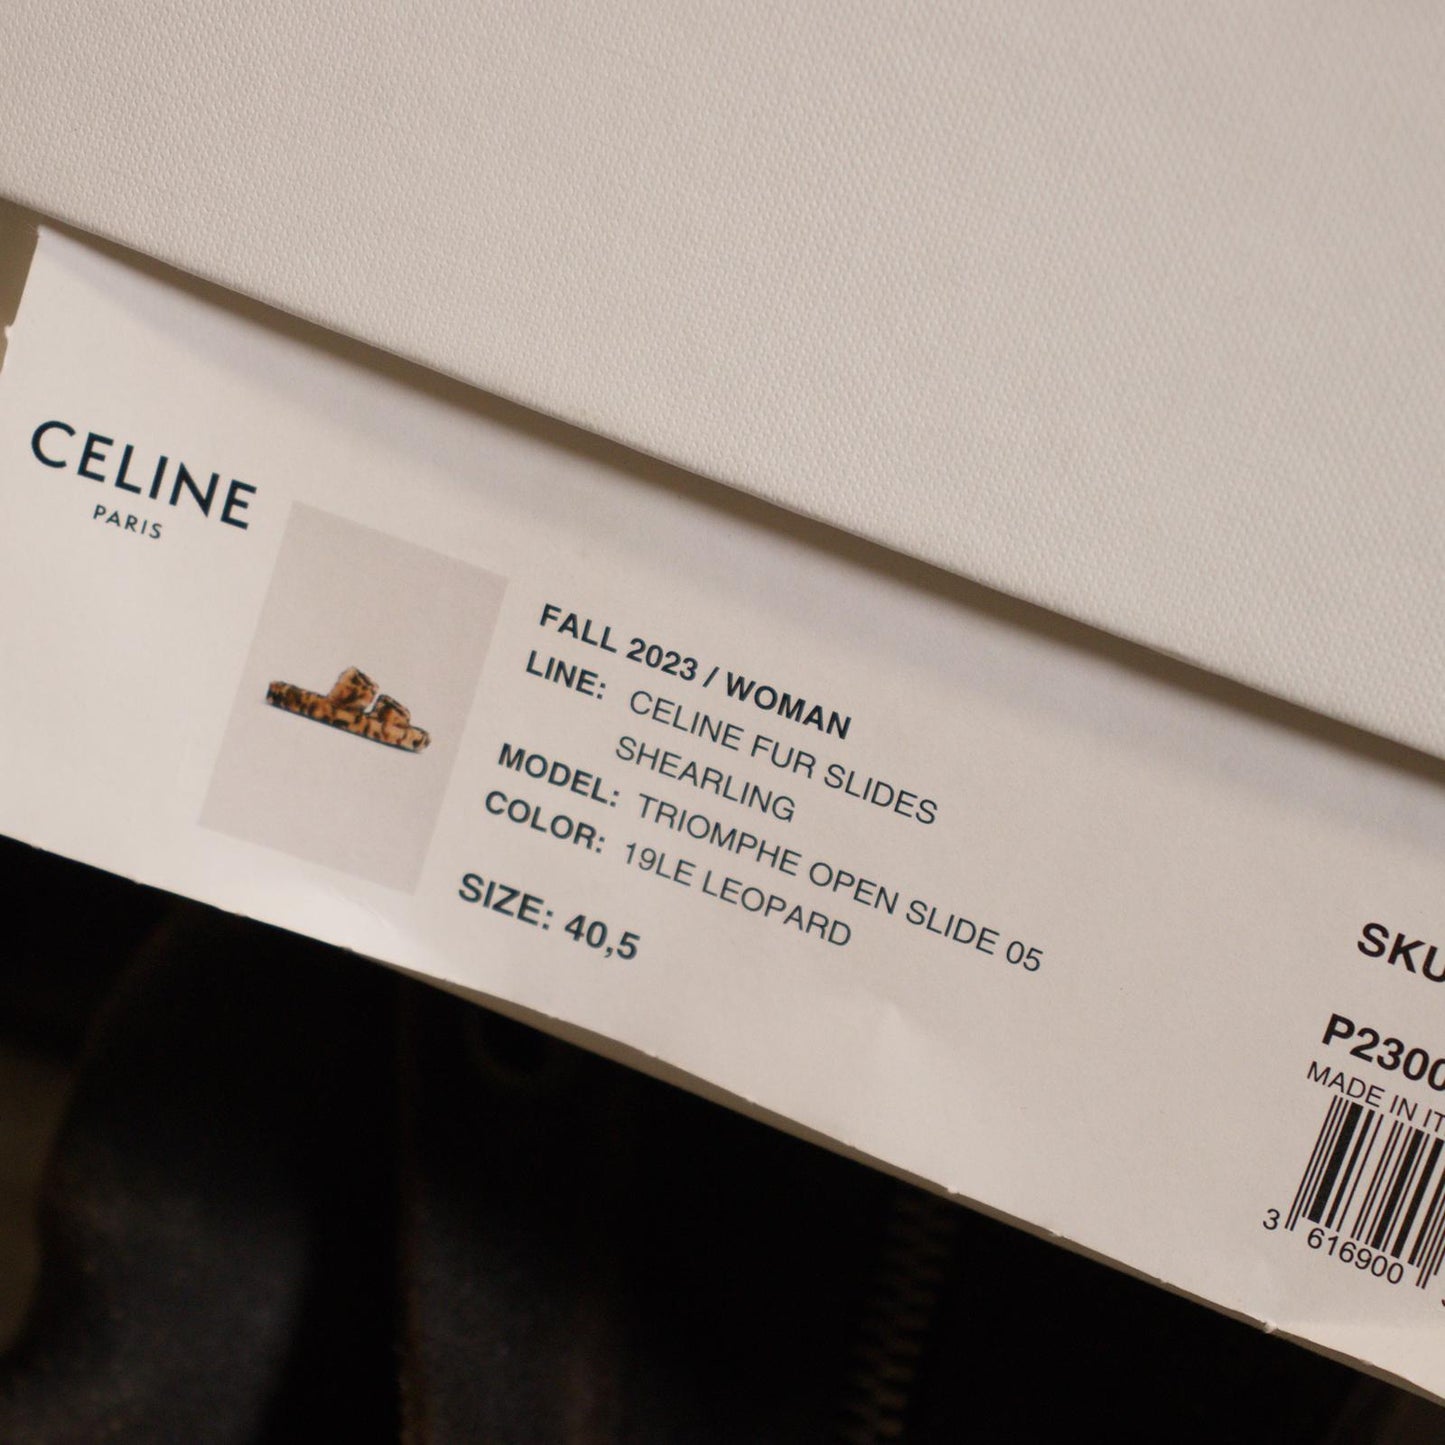 CELINE
PARIS
FALL 2023 / WOMAN
LINE: CELINE FUR SLIDES
SHEARLING
MODEL: TRIOMPHE OPEN SLIDE 05
COLOR: 19LE LEOPARD
SIZE: 40,5
SKU
P2300
MADE IN IT
3 616900